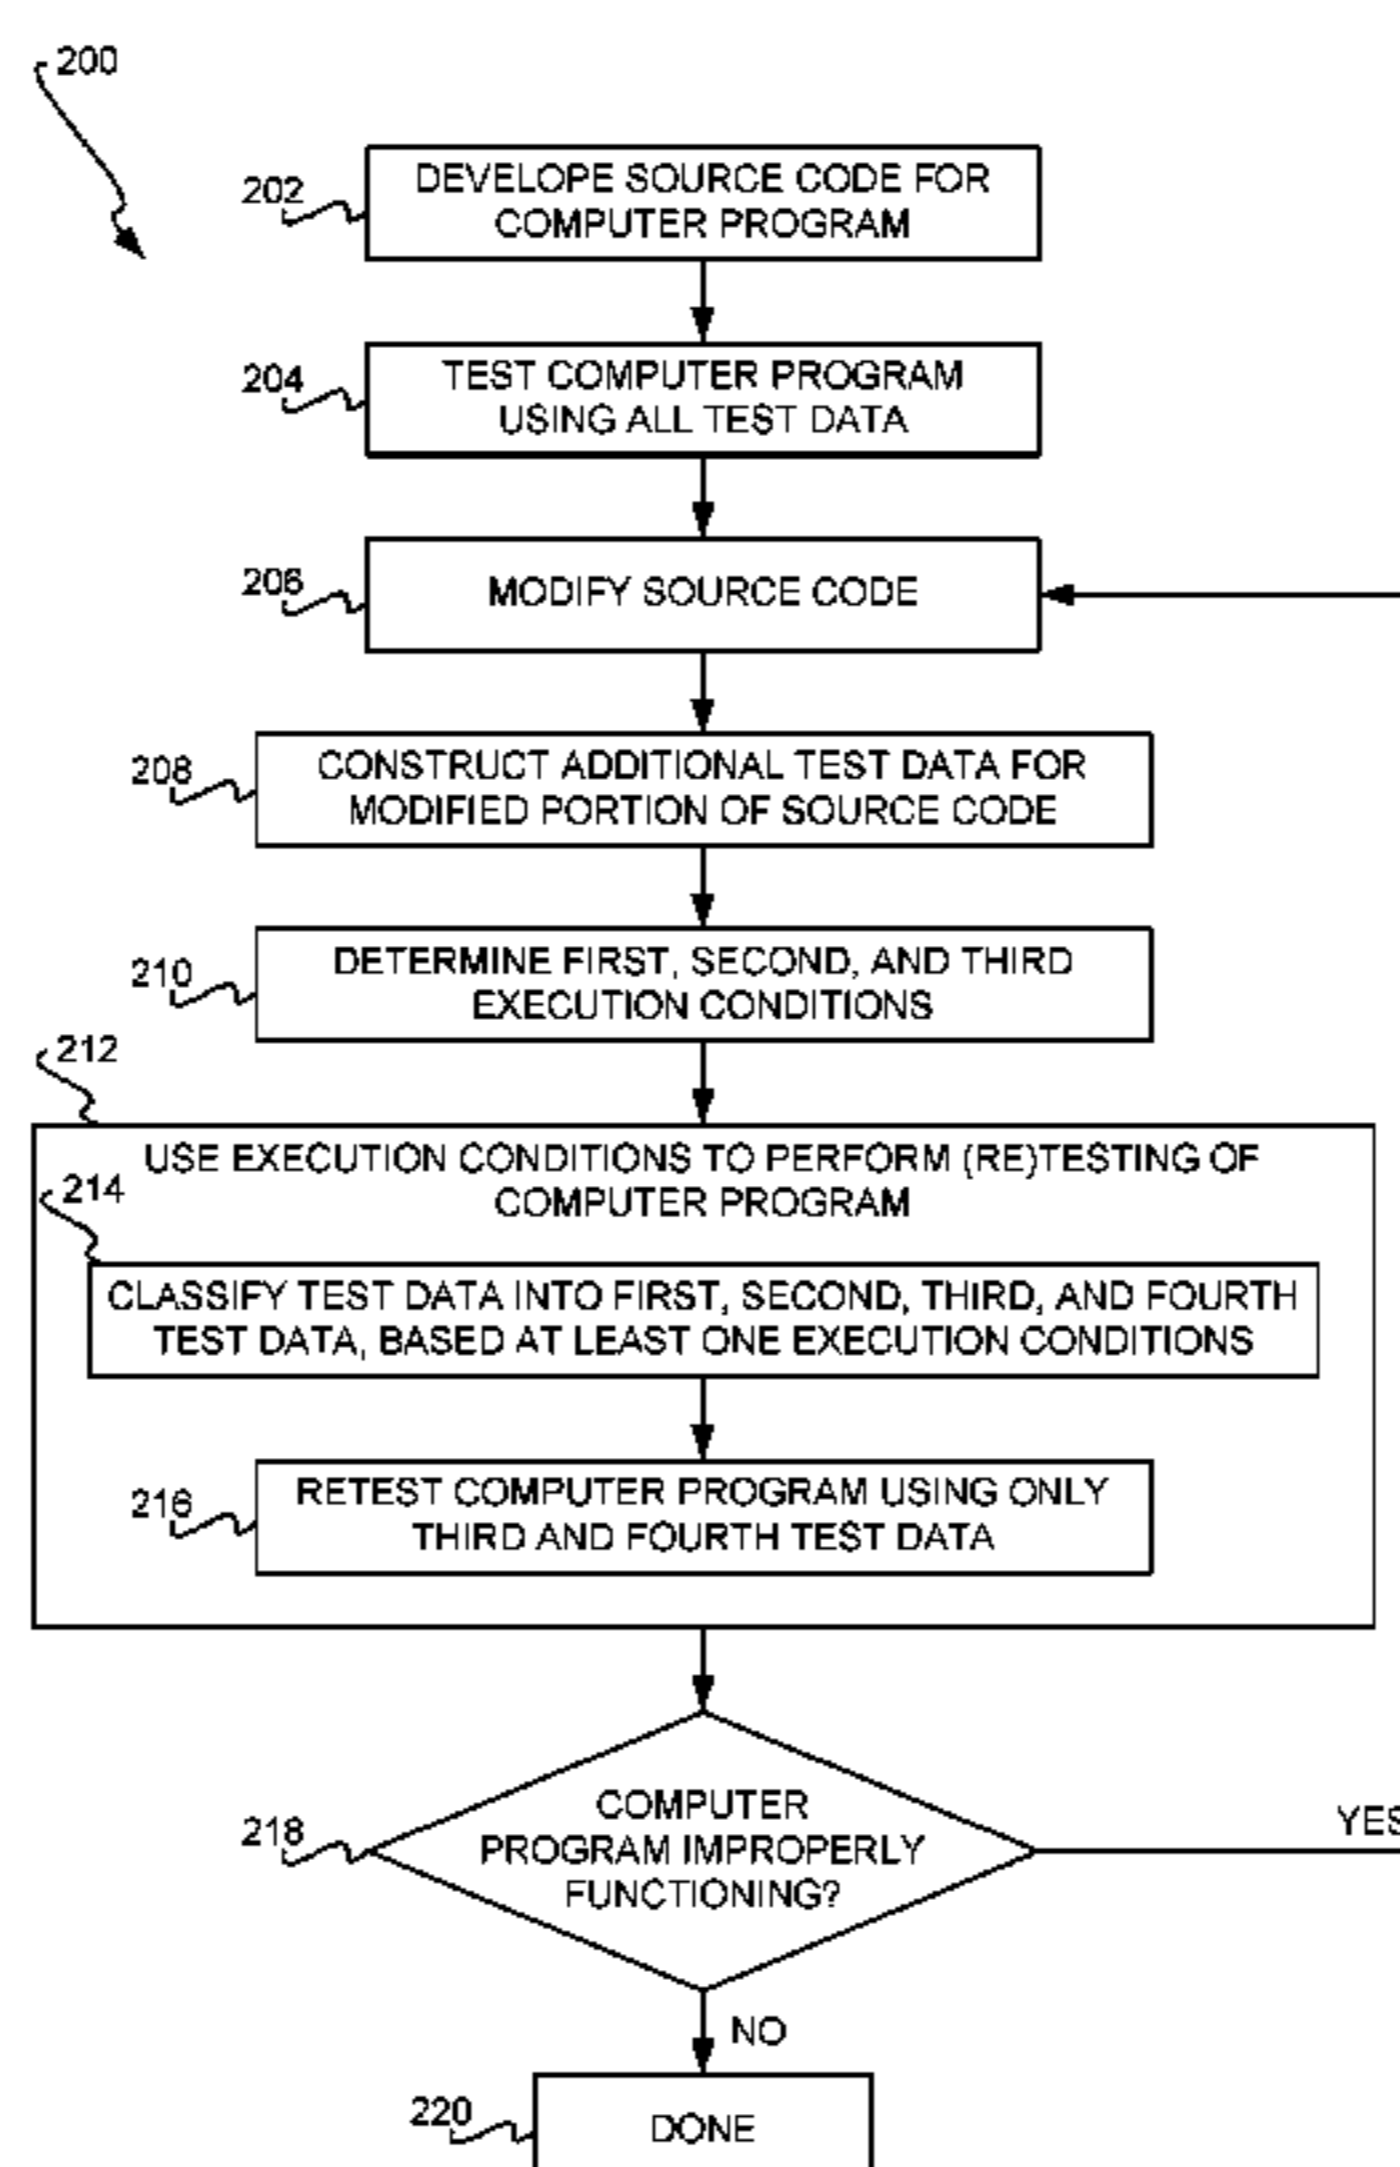 200
202
DEVELOPE SOURCE CODE FOR
COMPUTER PROGRAM
204
TEST COMPUTER PROGRAM
USING ALL TEST DATA
206
MODIFY SOURCE CODE
208
CONSTRUCT ADDITIONAL TEST DATA FOR
MODIFIED PORTION OF SOURCE CODE
210
DETERMINE FIRST, SECOND, AND THIRD
EXECUTION CONDITIONS
212
USE EXECUTION CONDITIONS TO PERFORM (RE)TESTING OF
COMPUTER PROGRAM
214
CLASSIFY TEST DATA INTO FIRST, SECOND, THIRD, AND FOURTH
TEST DATA, BASED AT LEAST ONE EXECUTION CONDITIONS
216
RETEST COMPUTER PROGRAM USING ONLY
THIRD AND FOURTH TEST DATA
218
COMPUTER
PROGRAM IMPROPERLY
FUNCTIONING?
YES
NO
220
DONE